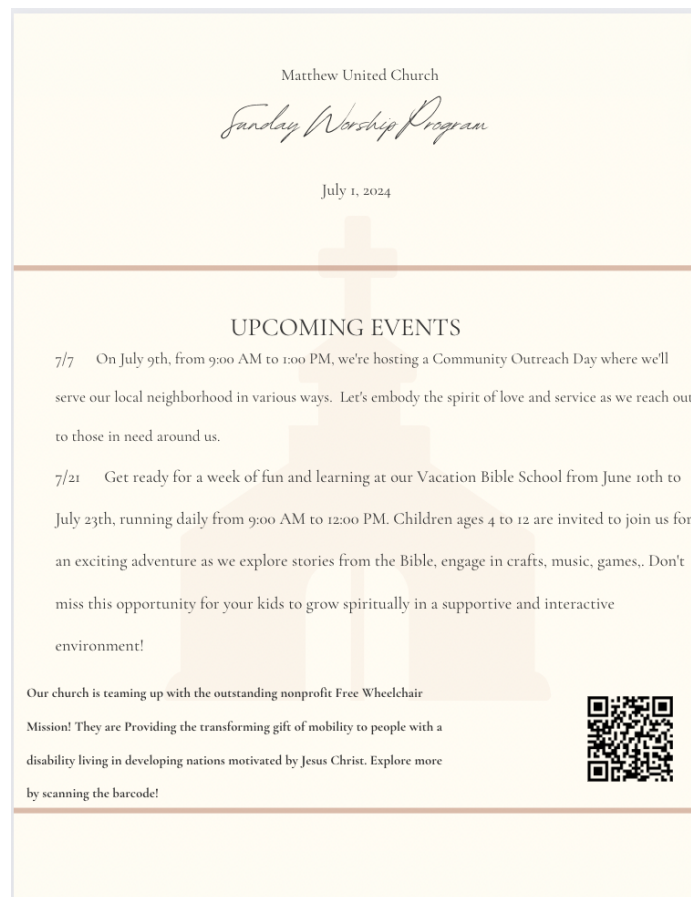 Matthew United Church
Sunday Worship Program
July 1, 2024
UPCOMING EVENTS
7/7 On July 9th, from 9:00 AM to 1:00 PM, we're hosting a Community Outreach Day where we'll
serve our local neighborhood in various ways. Let's embody the spirit of love and service as we reach out
to those in need around us.
7/21 Get ready for a week of fun and learning at our Vacation Bible School from June 10th to
July 23th, running daily from 9:00 AM to 12:00 PM. Children ages 4 to 12 are invited to join us for
an exciting adventure as we explore stories from the Bible, engage in crafts, music, games,. Don't
miss this opportunity for your kids to grow spiritually in a supportive and interactive
environment!
Our church is teaming up with the outstanding nonprofit Free Wheelchair
Mission! They are Providing the transforming gift of mobility to people with a
disability living in developing nations motivated by Jesus Christ. Explore more
by scanning the barcode!